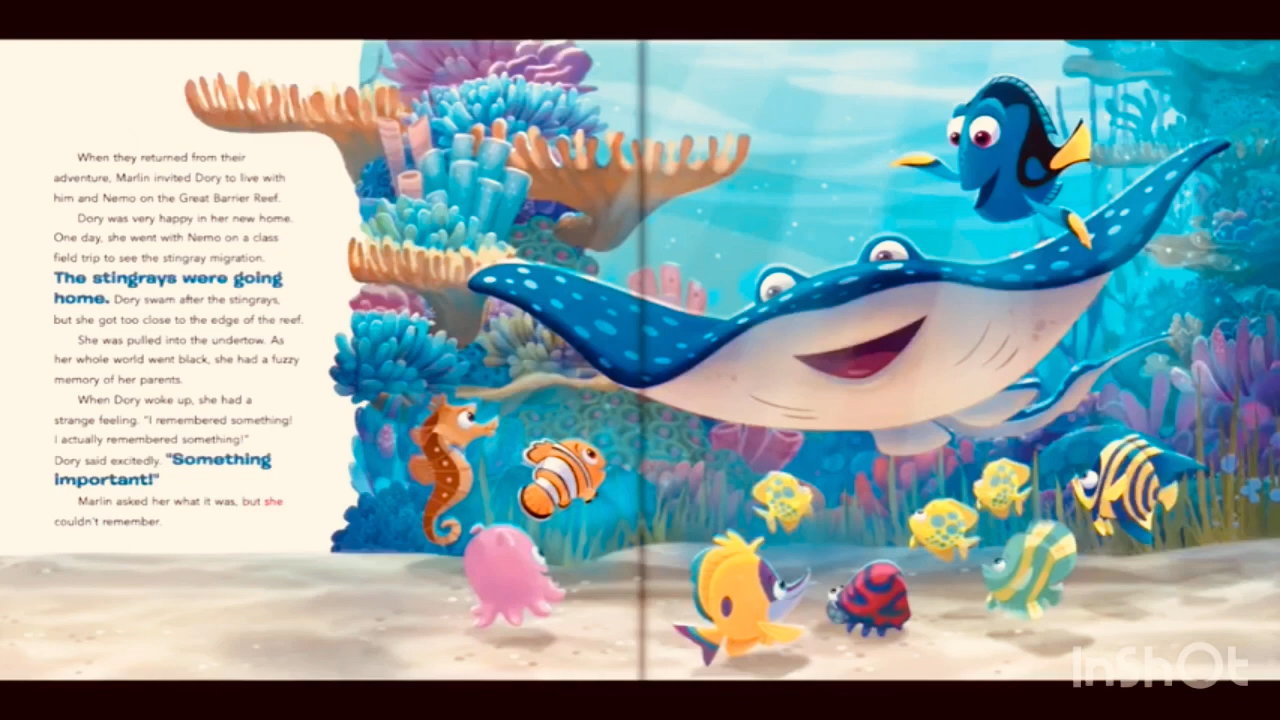 When they returned from their
adventure, Marlin invited Dory to live with
him and Nemo on the Great Barrier Reef.
Dory was very happy in her new home.
One day, she went with Nemo on a class
field trip to see the stingray migration.
The stingrays were going
home. Dory swam after the stingrays,
but she got too close to the edge of the reef.
She was pulled into the undertow. As
her whole world went black, she had a fuzzy
memory of her parents.
When Dory woke up, she had a
strange feeling. "I remembered something!
I actually remembered something!"
Dory said excitedly. "Something
important!"
Marlin asked her what it was, but she
couldn't remember.
InShOt